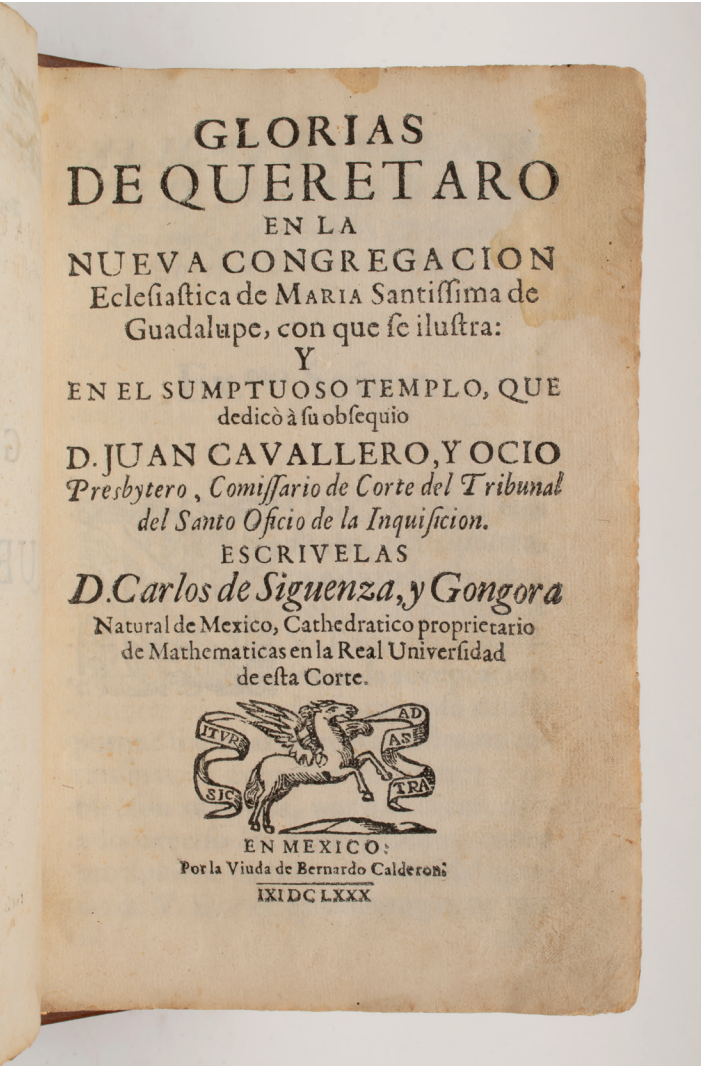 GLORIAS
DE QUERETARO
EN LA
NUEVA CONGREGACION
Ecleſiaſtica de MARIA Santiſſima de
Guadalupe, con que ſe iluſtra:
Y
EN EL SUMPTUOSO TEMPLO, QUE
dedicò à ſu obſequio
D. JUAN CAVALLERO, Y OCIO
Presbytero, Comiſſario de Corte del Tribunal
del Santo Oficio de la Inquiſicion.
ESCRIVELAS
D. Carlos de Siguenza, y Gongora
Natural de Mexico, Cathedratico proprietario
de Mathematicas en la Real Univerſidad
de eſta Corte.
SIC ITVR AD ASTRA
EN MEXICO:
Por la Viuda de Bernardo Calderon:
IXIDCLXXX